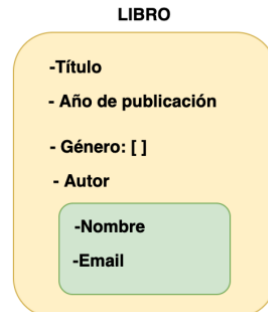 LIBRO
-Título
- Año de publicación
- Género: [ ]
- Autor
-Nombre
-Email